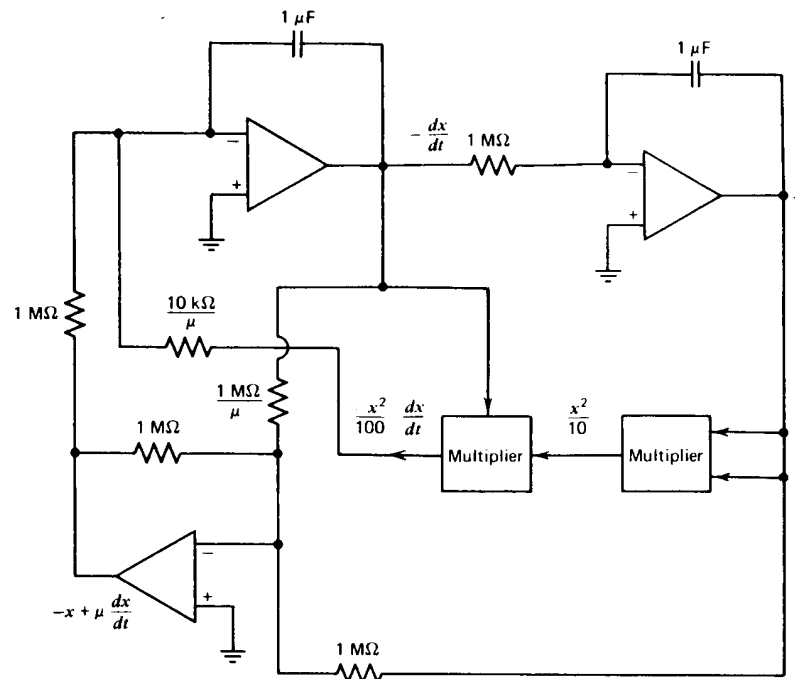 1 μF
1 μF
−
+
− dx/dt
1 MΩ
−
+
1 MΩ
10 kΩ/μ
1 MΩ/μ
x²/100 dx/dt
x²/10
1 MΩ
Multiplier
Multiplier
−
+
−x + μ dx/dt
1 MΩ